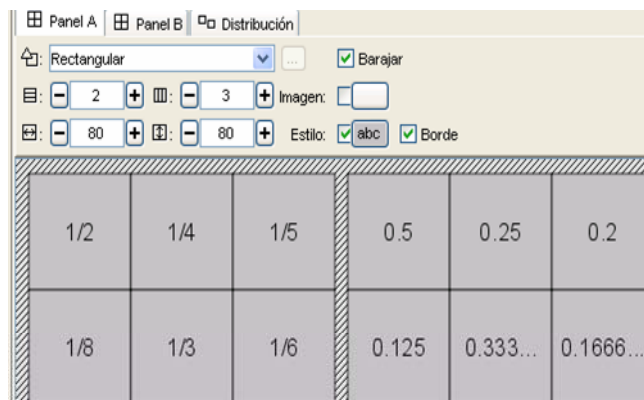 Panel A Panel B Distribución
: Rectangular ... Barajar
: 2 : 3 Imagen:
: 80 : 80 Estilo: abc Borde
1/2 1/4 1/5 0.5 0.25 0.2
1/8 1/3 1/6 0.125 0.333... 0.1666...